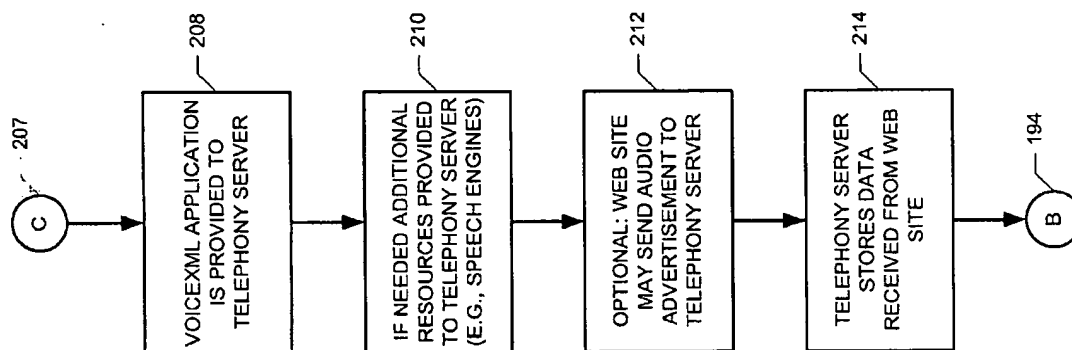 C
207
VOICEXML APPLICATION
IS PROVIDED TO
TELEPHONY SERVER
208
IF NEEDED ADDITIONAL
RESOURCES PROVIDED
TO TELEPHONY SERVER
(E.G., SPEECH ENGINES)
210
OPTIONAL: WEB SITE
MAY SEND AUDIO
ADVERTISEMENT TO
TELEPHONY SERVER
212
TELEPHONY SERVER
STORES DATA
RECEIVED FROM WEB
SITE
214
B
194